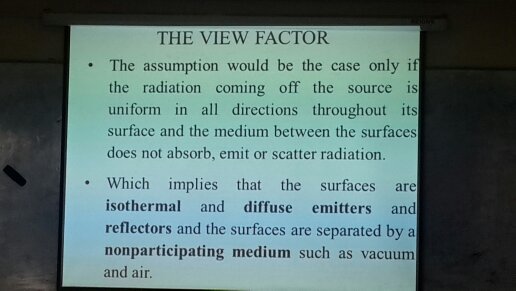 THE VIEW FACTOR
• The assumption would be the case only if
the radiation coming off the source is
uniform in all directions throughout its
surface and the medium between the surfaces
does not absorb, emit or scatter radiation.
• Which implies that the surfaces are
isothermal and diffuse emitters and
reflectors and the surfaces are separated by a
nonparticipating medium such as vacuum
and air.